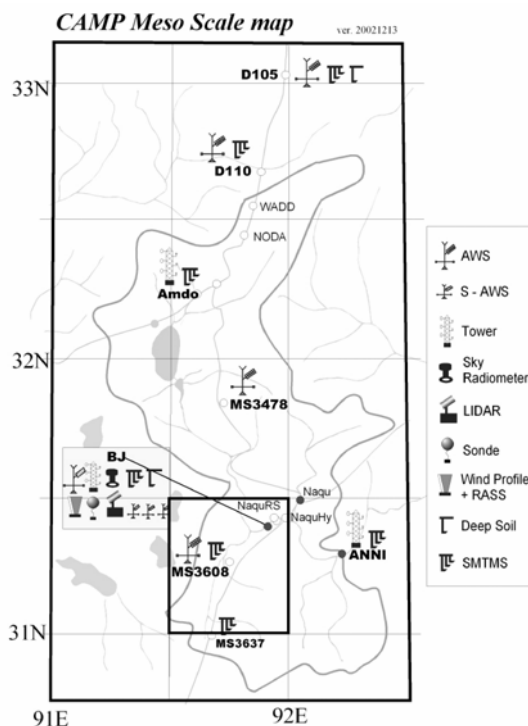 CAMP Meso Scale map
ver. 20021213
33N
D105
D110
WADD
NODA
Amdo
32N
MS3478
BJ
Naqu
NaquRS
NaquHy
ANNI
MS3608
31N
MS3637
91E
92E
AWS
S - AWS
Tower
Sky
Radiometer
LIDAR
Sonde
Wind Profile
+ RASS
Deep Soil
SMTMS